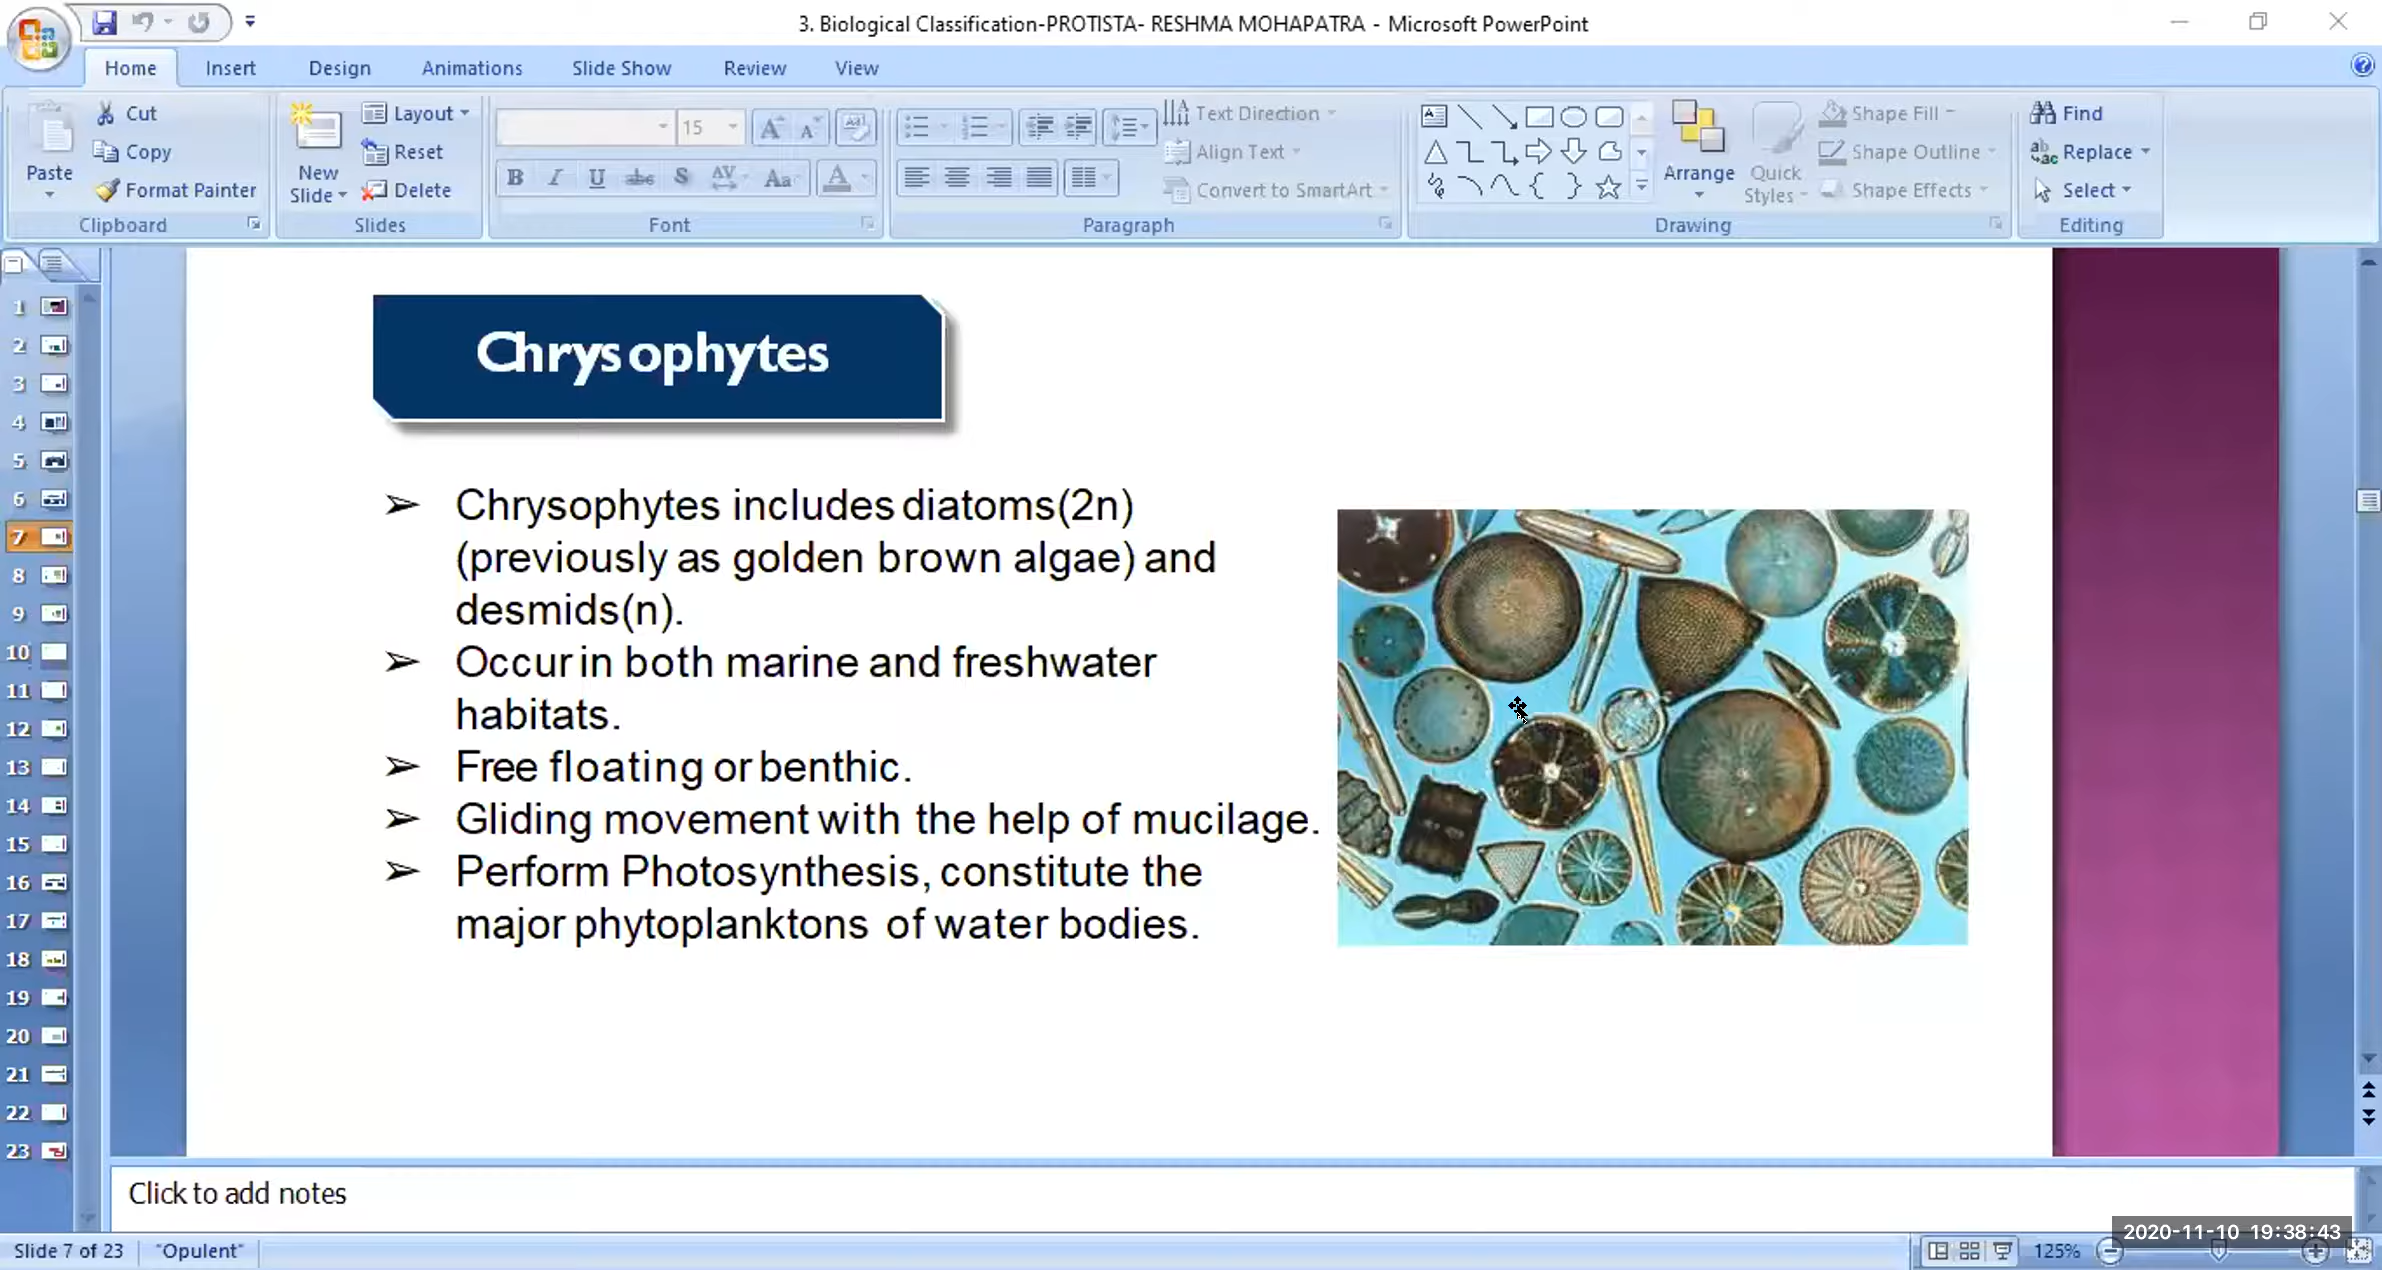 3. Biological Classification-PROTISTA- RESHMA MOHAPATRA - Microsoft PowerPoint
Home Insert Design Animations Slide Show Review View
Paste
Cut
Copy
Format Painter
Clipboard
New
Slide
Layout
Reset
Delete
Slides
15
B I U abc S AV Aa A
Font
Text Direction
Align Text
Convert to SmartArt
Paragraph
Arrange
Quick
Styles
Shape Fill
Shape Outline
Shape Effects
Drawing
Find
Replace
Select
Editing
1
2
3
4
5
6
7
8
9
10
11
12
13
14
15
16
17
18
19
20
21
22
23
Chrysophytes
➢ Chrysophytes includes diatoms(2n)
(previously as golden brown algae) and
desmids(n).
➢ Occur in both marine and freshwater
habitats.
➢ Free floating or benthic.
➢ Gliding movement with the help of mucilage.
➢ Perform Photosynthesis, constitute the
major phytoplanktons of water bodies.
Click to add notes
2020-11-10 19:38:43
Slide 7 of 23 "Opulent" 125%